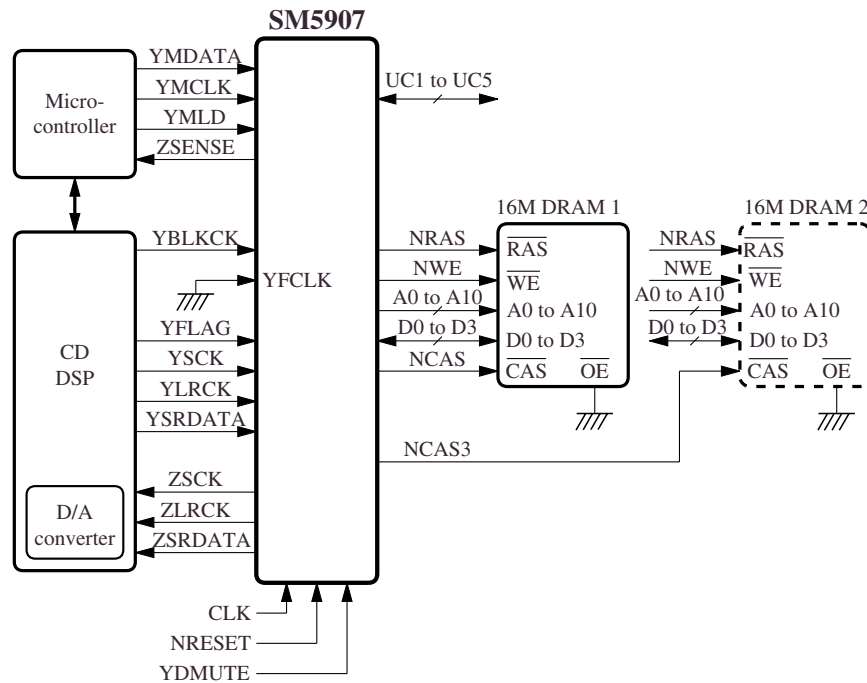 SM5907
Micro-
controller
YMDATA
YMCLK
YMLD
ZSENSE
UC1 to UC5
CD
DSP
YBLKCK
YFCLK
YFLAG
YSCK
YLRCK
YSRDATA
ZSCK
ZLRCK
ZSRDATA
D/A
converter
16M DRAM 1
NRAS
NWE
A0 to A10
D0 to D3
NCAS
RAS
WE
A0 to A10
D0 to D3
CAS OE
16M DRAM 2
NRAS
NWE
A0 to A10
D0 to D3
RAS
WE
A0 to A10
D0 to D3
CAS OE
NCAS3
CLK
NRESET
YDMUTE